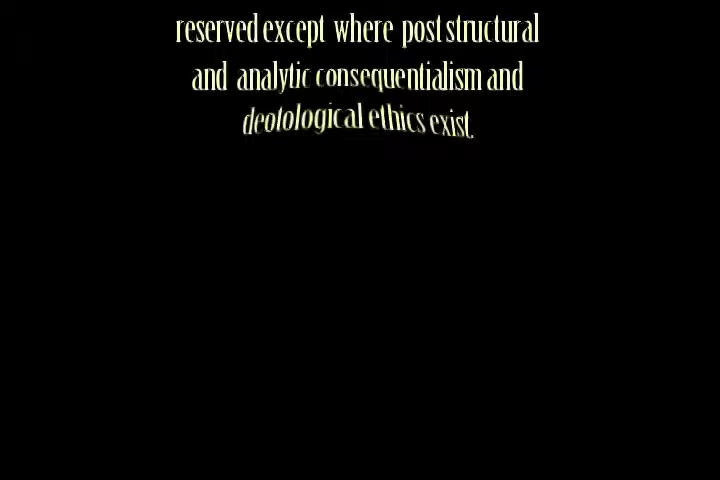 reserved except where post structural
and analytic consequentialism and
deotological ethics exist.